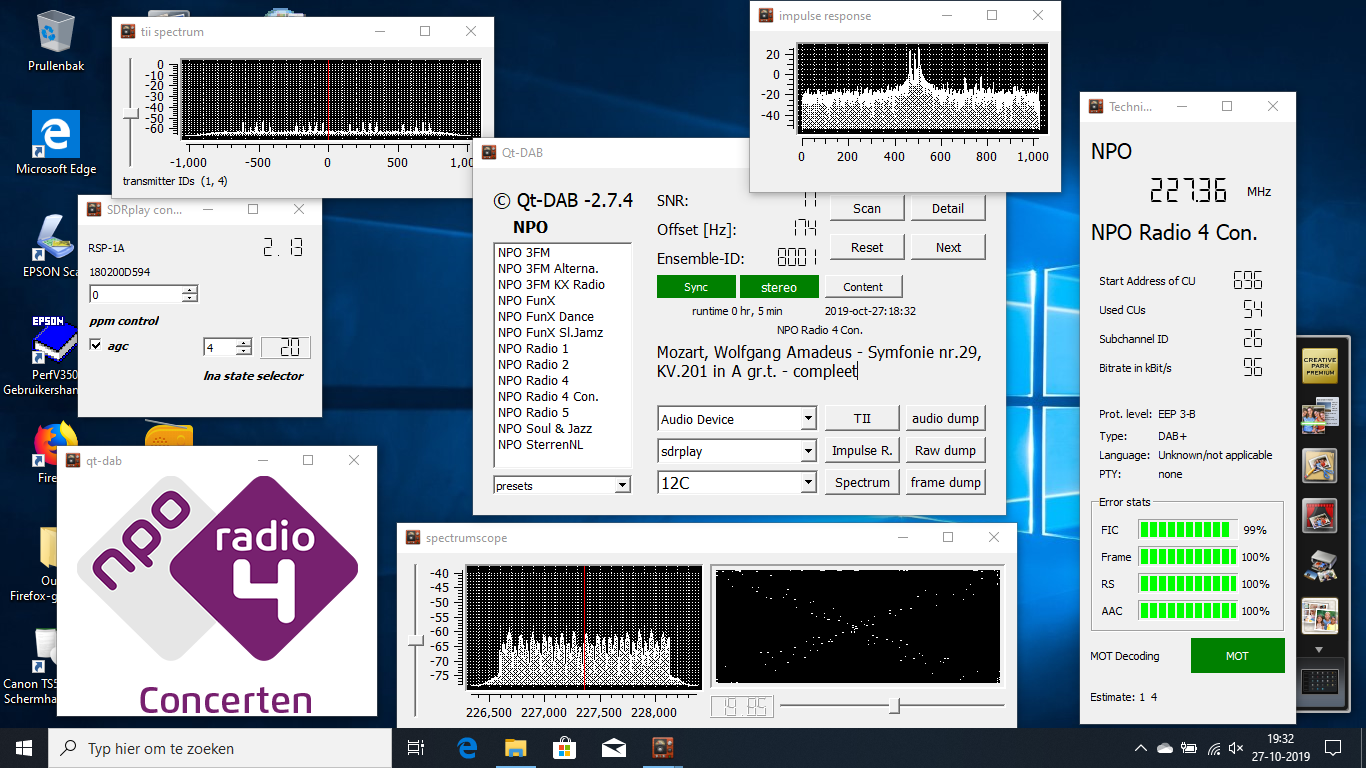 Prullenbak
Microsoft Edge
EPSON Sca
EPSON
PerfV350
Gebruikershan
Firef
Ou
Firefox-g
Canon TS5
Schermha
tii spectrum
0
-10
-20
-30
-40
-50
-60
-1,000
-500
0
500
transmitter IDs (1, 4)
SDRplay con...
RSP-1A
2.13
180200D594
0
ppm control
agc
4
20
lna state selector
qt-dab
npo
radio
4
Concerten
Qt-DAB
© Qt-DAB -2.7.4
NPO
NPO 3FM
NPO 3FM Alterna.
NPO 3FM KX Radio
NPO FunX
NPO FunX Dance
NPO FunX Sl.Jamz
NPO Radio 1
NPO Radio 2
NPO Radio 4
NPO Radio 4 Con.
NPO Radio 5
NPO Soul & Jazz
NPO SterrenNL
presets
SNR:
Offset [Hz]: 174
Ensemble-ID: 8001
Scan
Detail
Reset
Next
Sync
stereo
Content
runtime 0 hr, 5 min
2019-oct-27:18:32
NPO Radio 4 Con.
Mozart, Wolfgang Amadeus - Symfonie nr.29,
KV.201 in A gr.t. - compleet
Audio Device
TII
audio dump
sdrplay
Impulse R.
Raw dump
12C
Spectrum
frame dump
impulse response
20
0
-20
-40
0
200
400
600
800
1,000
spectrumscope
-40
-45
-50
-55
-60
-65
-70
-75
226,500
227,000
227,500
228,000
19.85
Techni...
NPO
227.36 MHz
NPO Radio 4 Con.
Start Address of CU 696
Used CUs 54
Subchannel ID 26
Bitrate in kBit/s 96
Prot. level: EEP 3-B
Type: DAB+
Language: Unknown/not applicable
PTY: none
Error stats
FIC 99%
Frame 100%
RS 100%
AAC 100%
MOT Decoding
MOT
Estimate: 1 4
CREATIVE
PARK
PREMIUM
Typ hier om te zoeken
19:32
27-10-2019